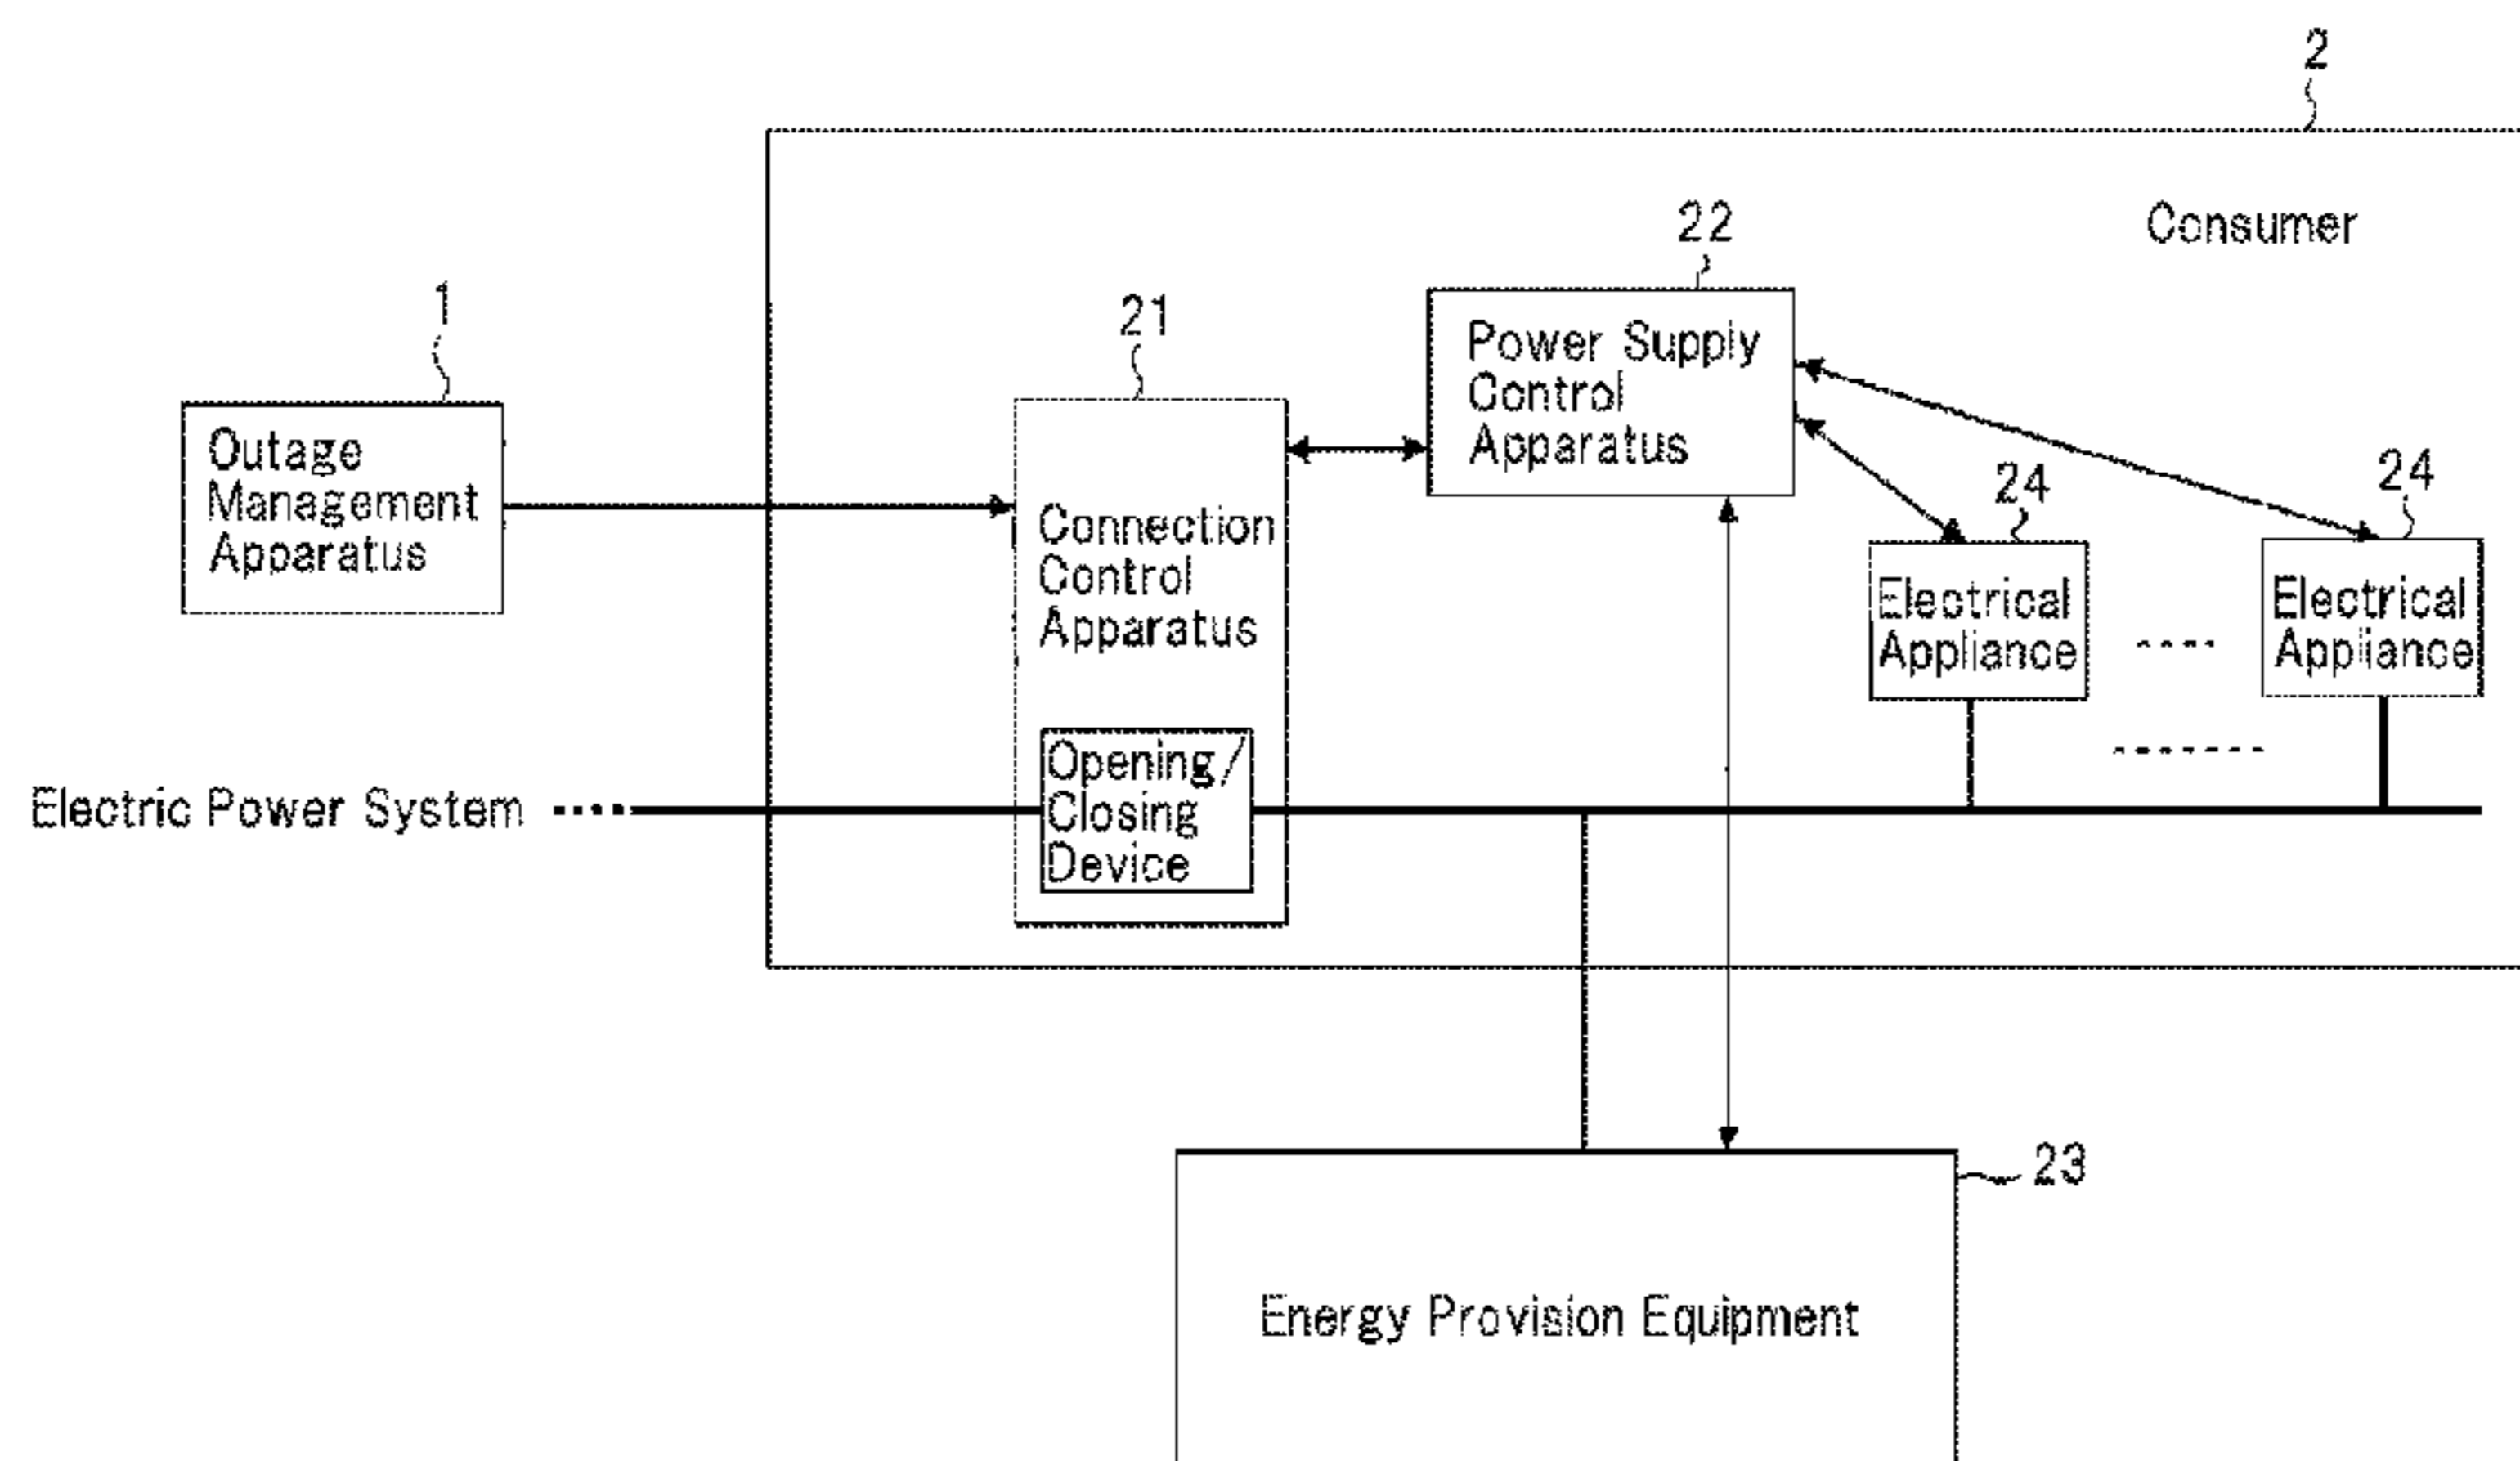 2
Consumer
22
Power Supply
Control
Apparatus
1
21
Outage
Management
Apparatus
Connection
Control
Apparatus
24
24
Electrical
Appliance
Electrical
Appliance
Opening/
Closing
Device
Electric Power System
23
Energy Provision Equipment